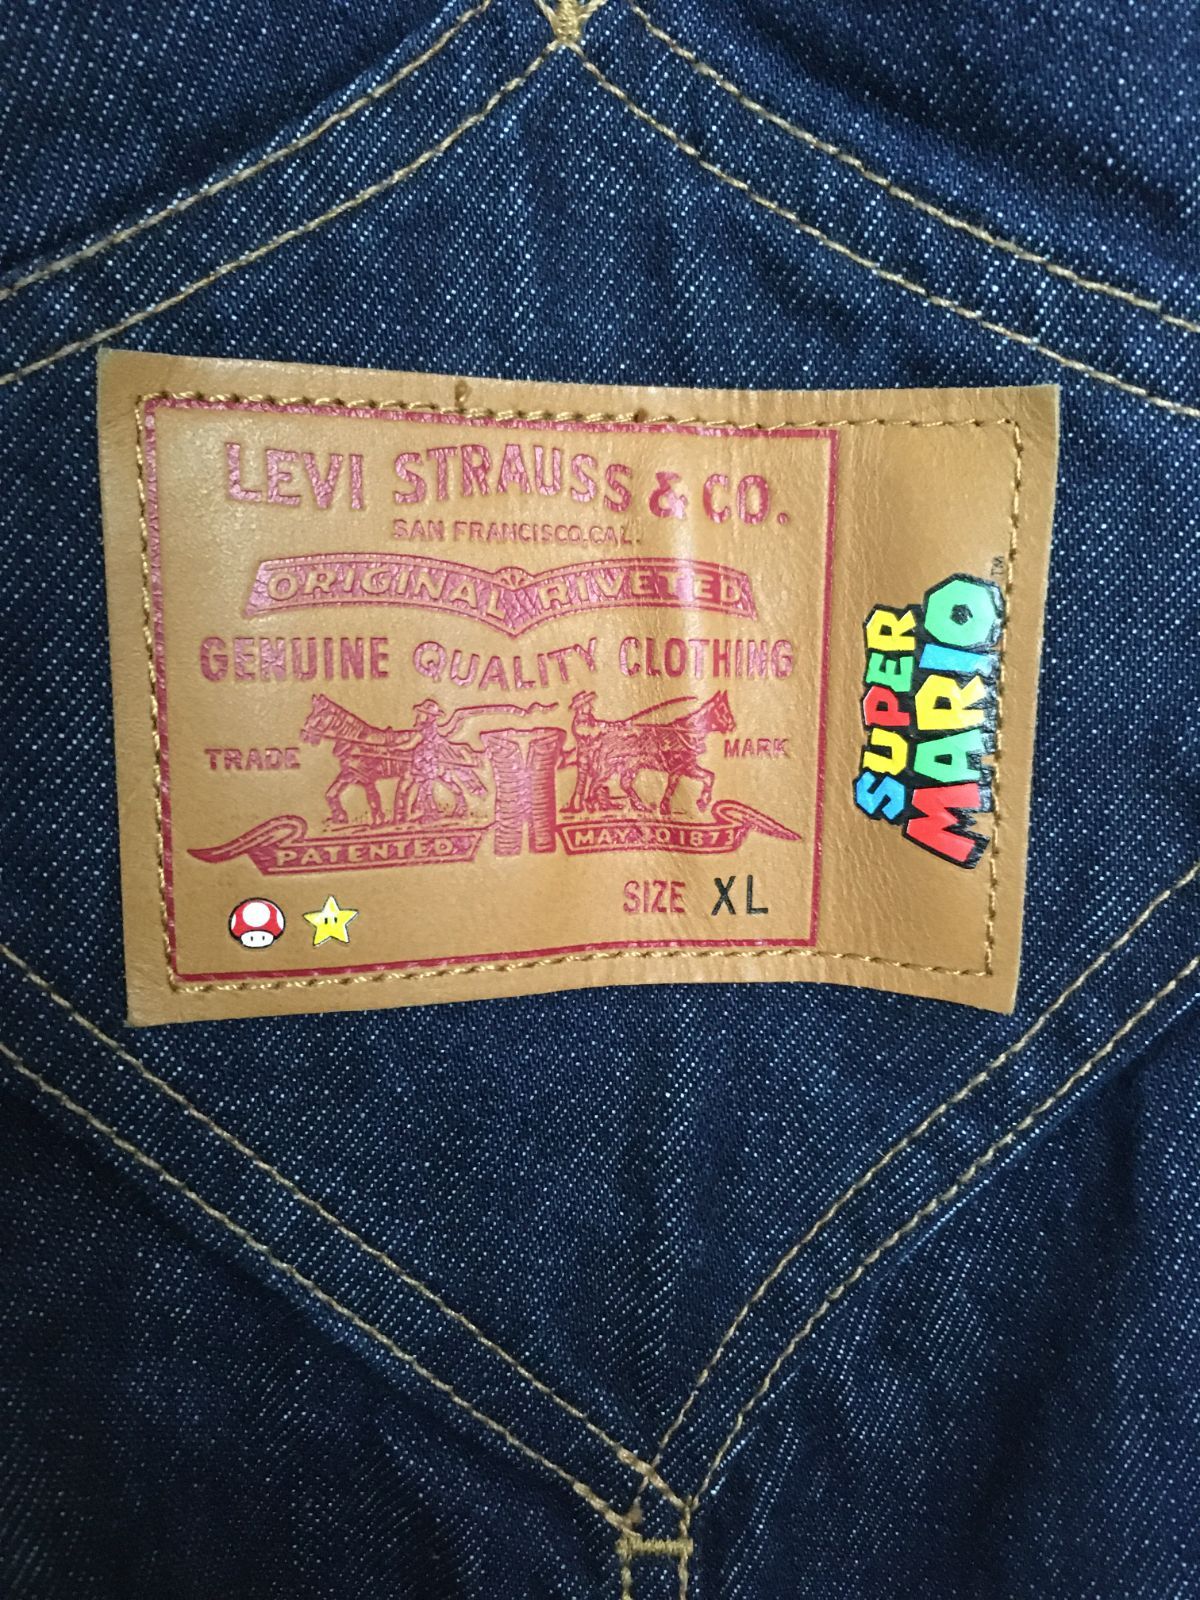 LEVI STRAUSS & CO.
SAN FRANCISCO, CAL.
ORIGINAL RIVETED
GENUINE QUALITY CLOTHING
TRADE MARK
PATENTED MAY 20 1873
SIZE XL
SUPER
MARIO™